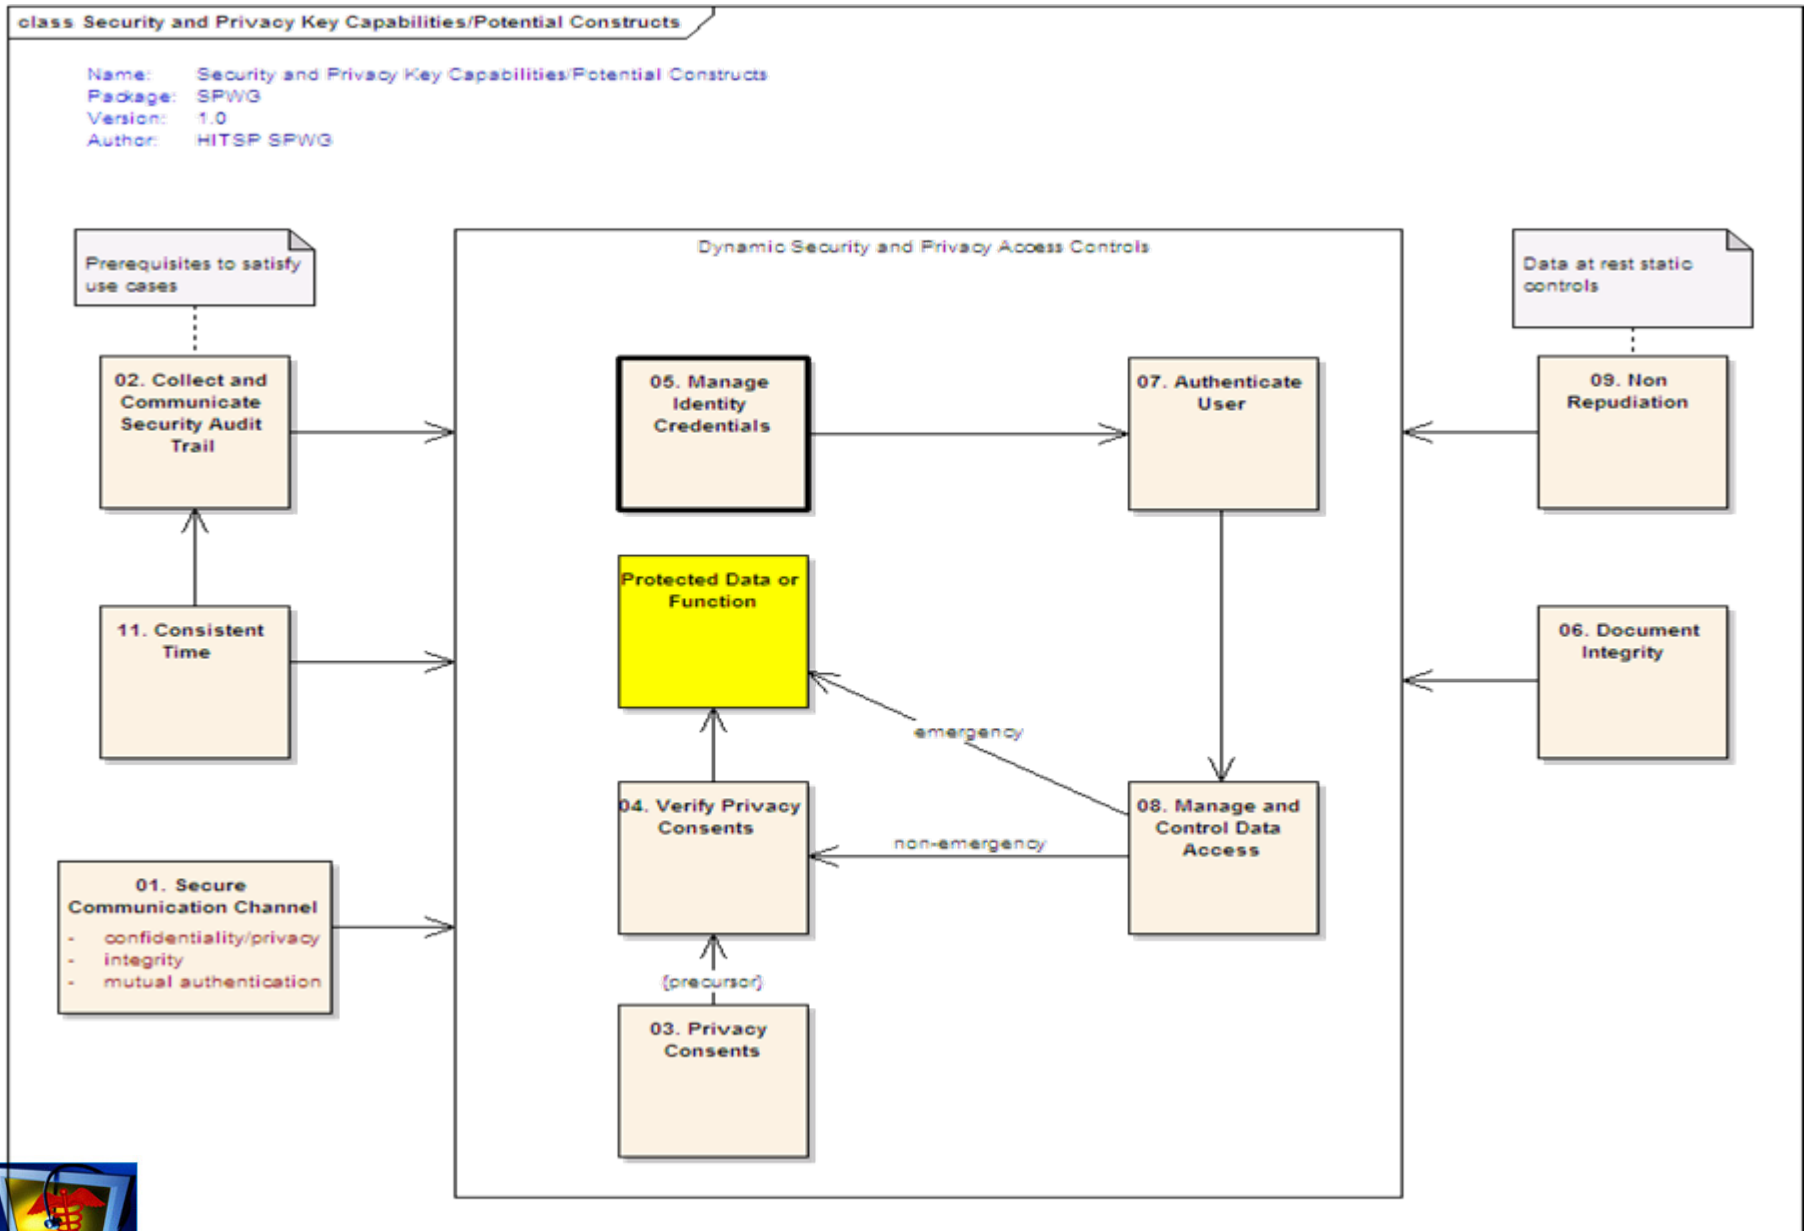 class Security and Privacy Key Capabilities/Potential Constructs
Name: Security and Privacy Key Capabilities/Potential Constructs
Package: SPWG
Version: 1.0
Author: HITSP SPWG
Prerequisites to satisfy
use cases
02. Collect and
Communicate
Security Audit
Trail
11. Consistent
Time
01. Secure
Communication Channel
- confidentiality/privacy
- integrity
- mutual authentication
Dynamic Security and Privacy Access Controls
05. Manage
Identity
Credentials
07. Authenticate
User
Protected Data or
Function
emergency
04. Verify Privacy
Consents
non-emergency
08. Manage and
Control Data
Access
{precursor}
03. Privacy
Consents
Data at rest static
controls
09. Non
Repudiation
06. Document
Integrity